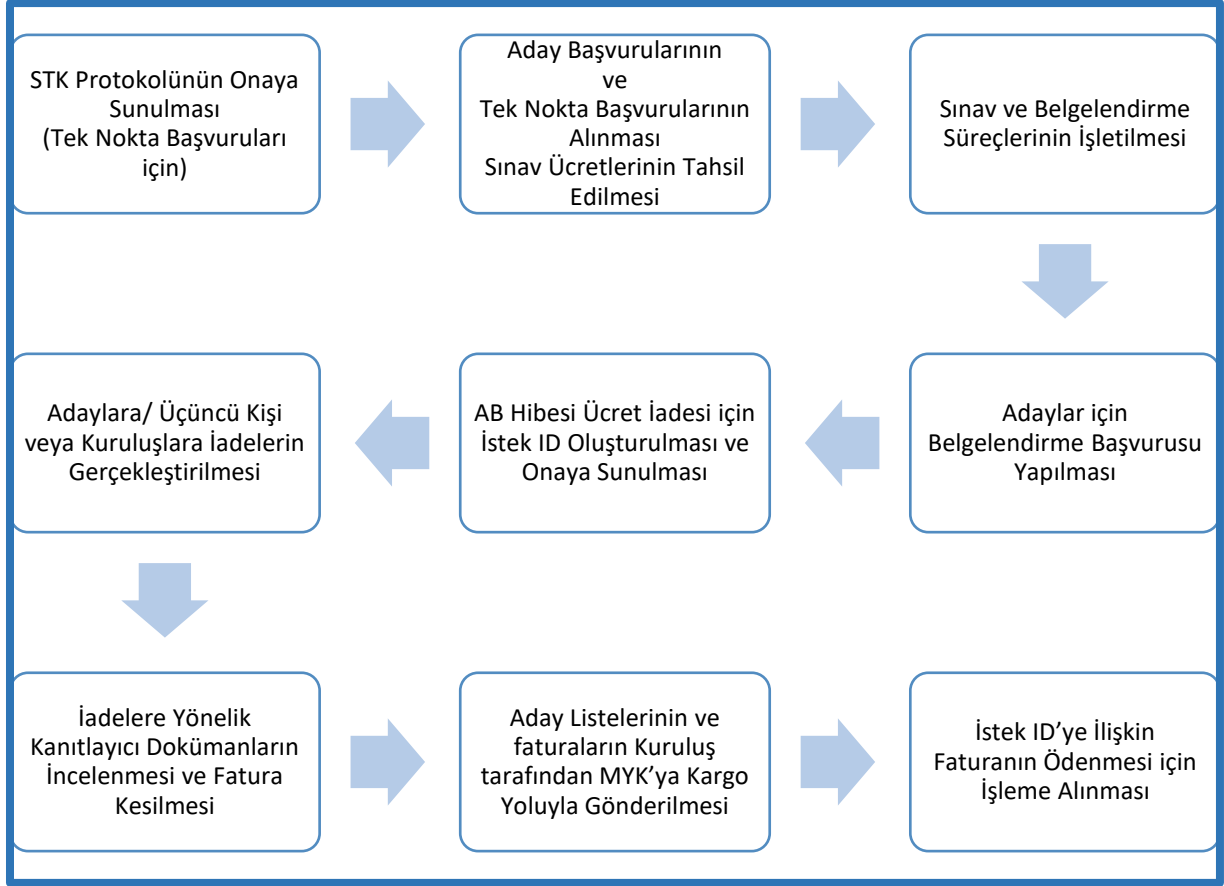 STK Protokolünün Onaya
Sunulması
(Tek Nokta Başvuruları
için)
Aday Başvurularının
ve
Tek Nokta Başvurularının
Alınması
Sınav Ücretlerinin Tahsil
Edilmesi
Sınav ve Belgelendirme
Süreçlerinin İşletilmesi
Adaylar için
Belgelendirme Başvurusu
Yapılması
AB Hibesi Ücret İadesi için
İstek ID Oluşturulması ve
Onaya Sunulması
Adaylara/ Üçüncü Kişi
veya Kuruluşlara İadelerin
Gerçekleştirilmesi
İadelere Yönelik
Kanıtlayıcı Dokümanların
İncelenmesi ve Fatura
Kesilmesi
Aday Listelerinin ve
faturaların Kuruluş
tarafından MYK’ya Kargo
Yoluyla Gönderilmesi
İstek ID’ye İlişkin
Faturanın Ödenmesi için
İşleme Alınması